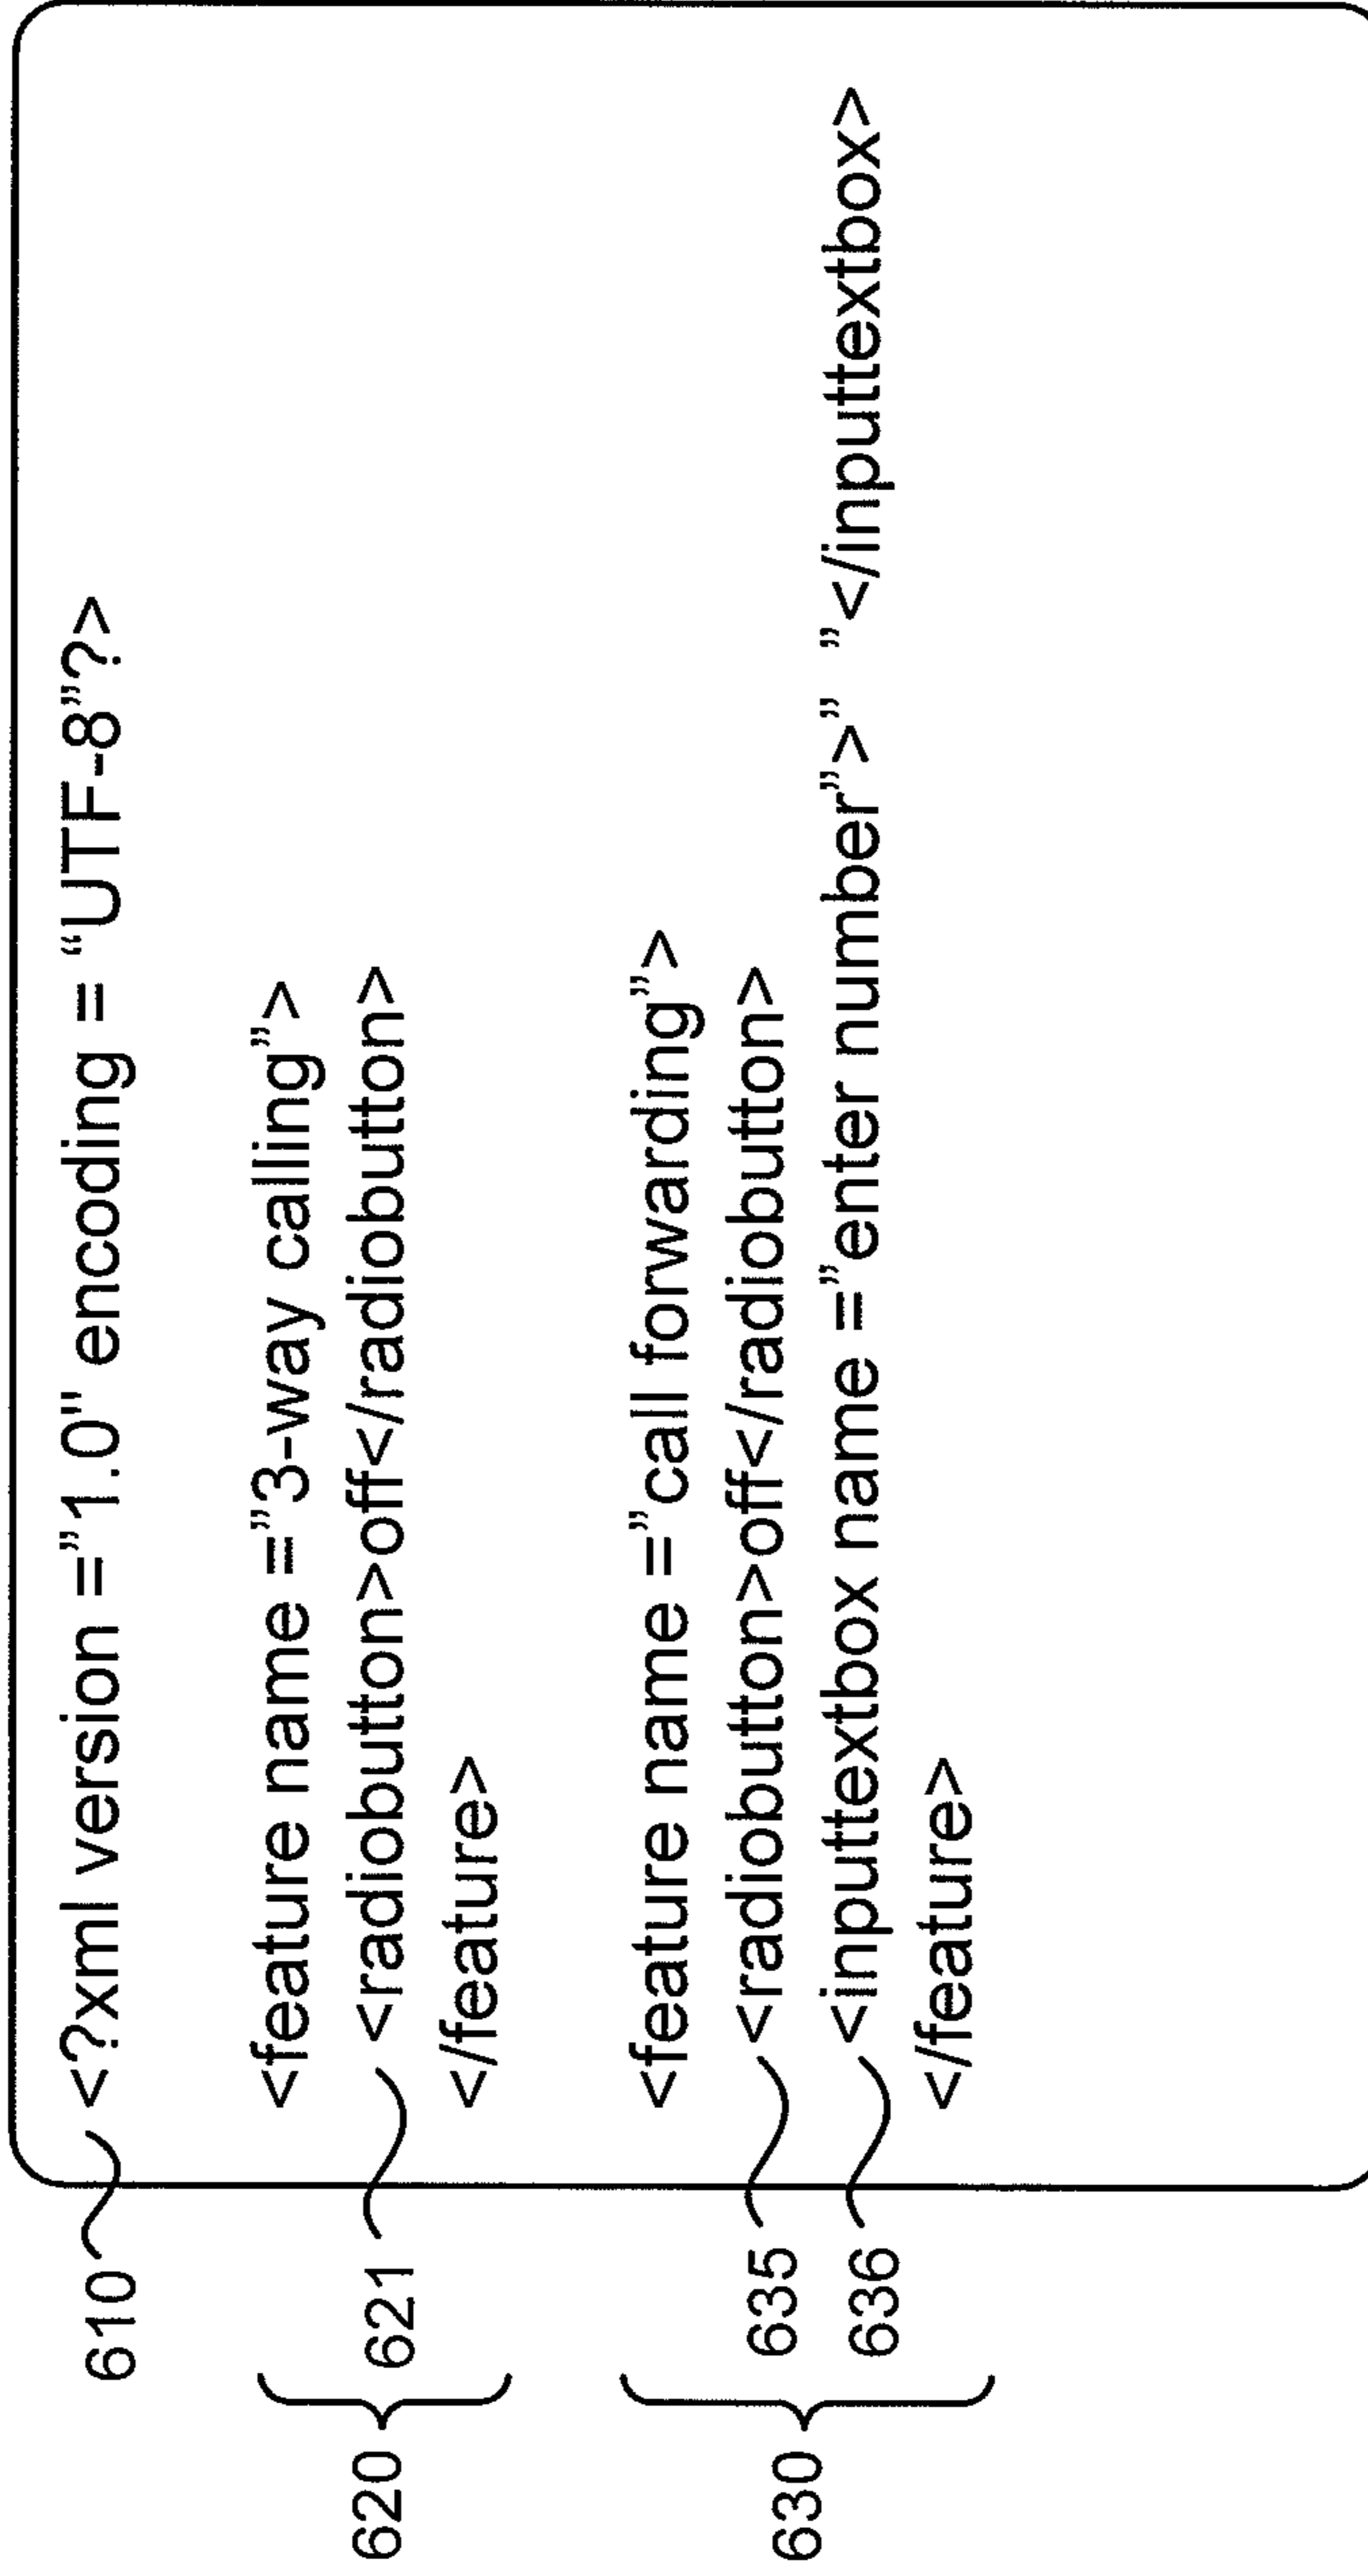 610 <?xml version =”1.0" encoding = “UTF-8”?>
<feature name =”3-way calling”>
620 621 <radiobutton>off</radiobutton>
</feature>
<feature name =”call forwarding”>
635 <radiobutton>off</radiobutton>
630 636 <inputtextbox name =”enter number”>” ”</inputtextbox>
</feature>